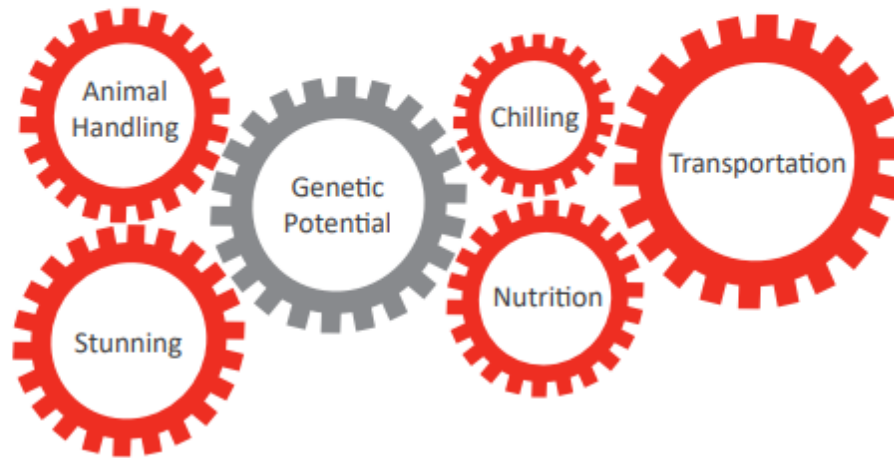 Animal
Handling
Genetic
Potential
Chilling
Transportation
Stunning
Nutrition